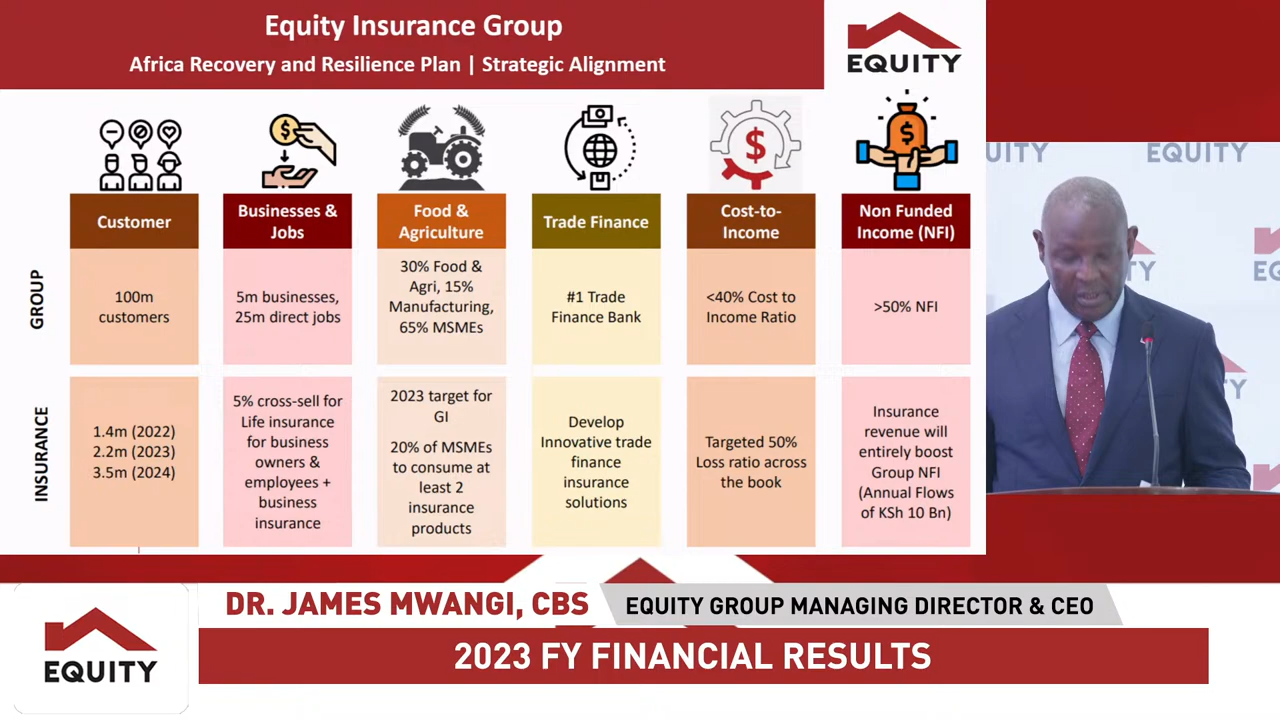 Equity Insurance Group
Africa Recovery and Resilience Plan | Strategic Alignment
EQUITY
Customer
Businesses &
Jobs
Food &
Agriculture
Trade Finance
Cost-to-
Income
Non Funded
Income (NFI)
GROUP
100m
customers
5m businesses,
25m direct jobs
30% Food &
Agri, 15%
Manufacturing,
65% MSMEs
#1 Trade
Finance Bank
<40% Cost to
Income Ratio
>50% NFI
INSURANCE
1.4m (2022)
2.2m (2023)
3.5m (2024)
5% cross-sell for
Life insurance
for business
owners &
employees +
business
insurance
2023 target for
GI
20% of MSMEs
to consume at
least 2
insurance
products
Develop
Innovative trade
finance
insurance
solutions
Targeted 50%
Loss ratio across
the book
Insurance
revenue will
entirely boost
Group NFI
(Annual Flows
of KSh 10 Bn)
UITY
EQUITY
TY
EQ
UITY
TY
DR. JAMES MWANGI, CBS
EQUITY GROUP MANAGING DIRECTOR & CEO
EQUITY
2023 FY FINANCIAL RESULTS